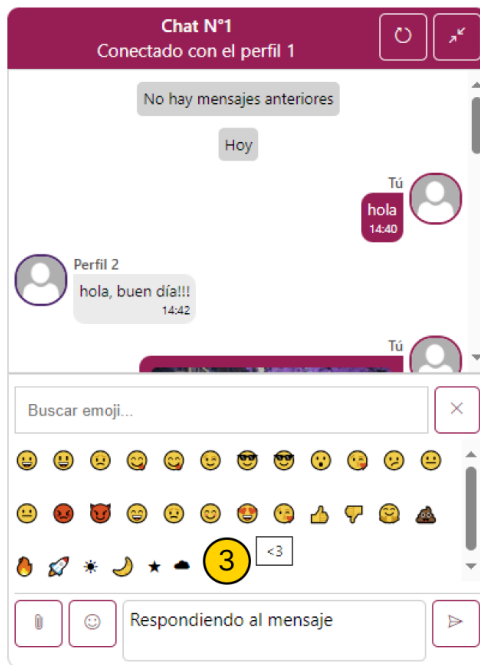 Chat N°1
Conectado con el perfil 1
No hay mensajes anteriores
Hoy
Tú
hola
14:40
Perfil 2
hola, buen día!!!
14:42
Tú
Buscar emoji...
3
<3
Respondiendo al mensaje